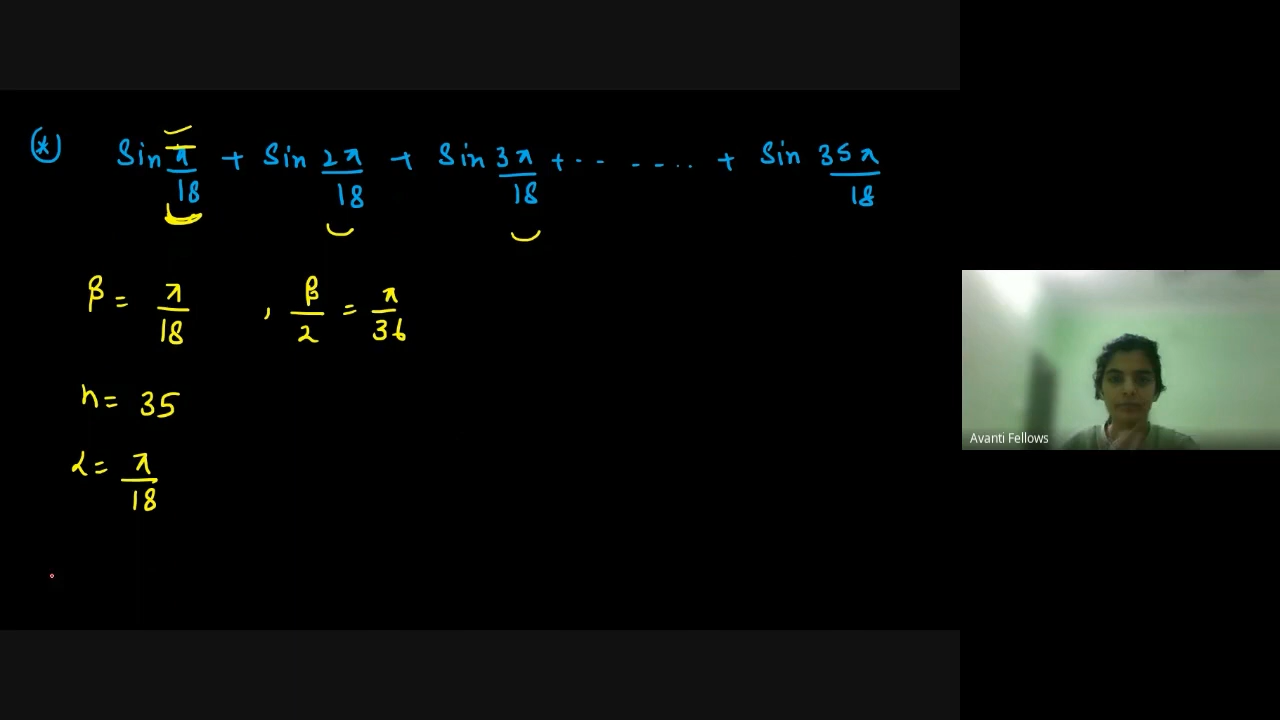 (*) Sin π/18 + Sin 2π/18 + Sin 3π/18 + ·· ·· ···· + Sin 35π/18
β = π/18 , β/2 = π/36
n = 35
α = π/18
Avanti Fellows